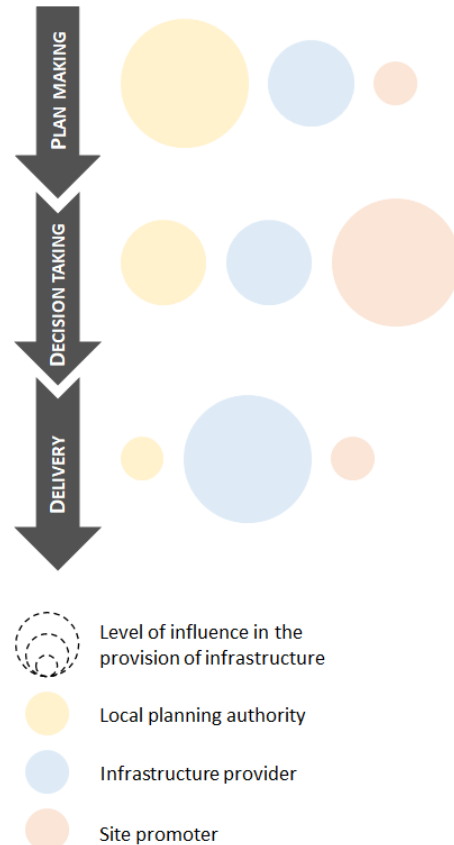 PLAN MAKING
DECISION TAKING
DELIVERY
Level of influence in the
provision of infrastructure
Local planning authority
Infrastructure provider
Site promoter